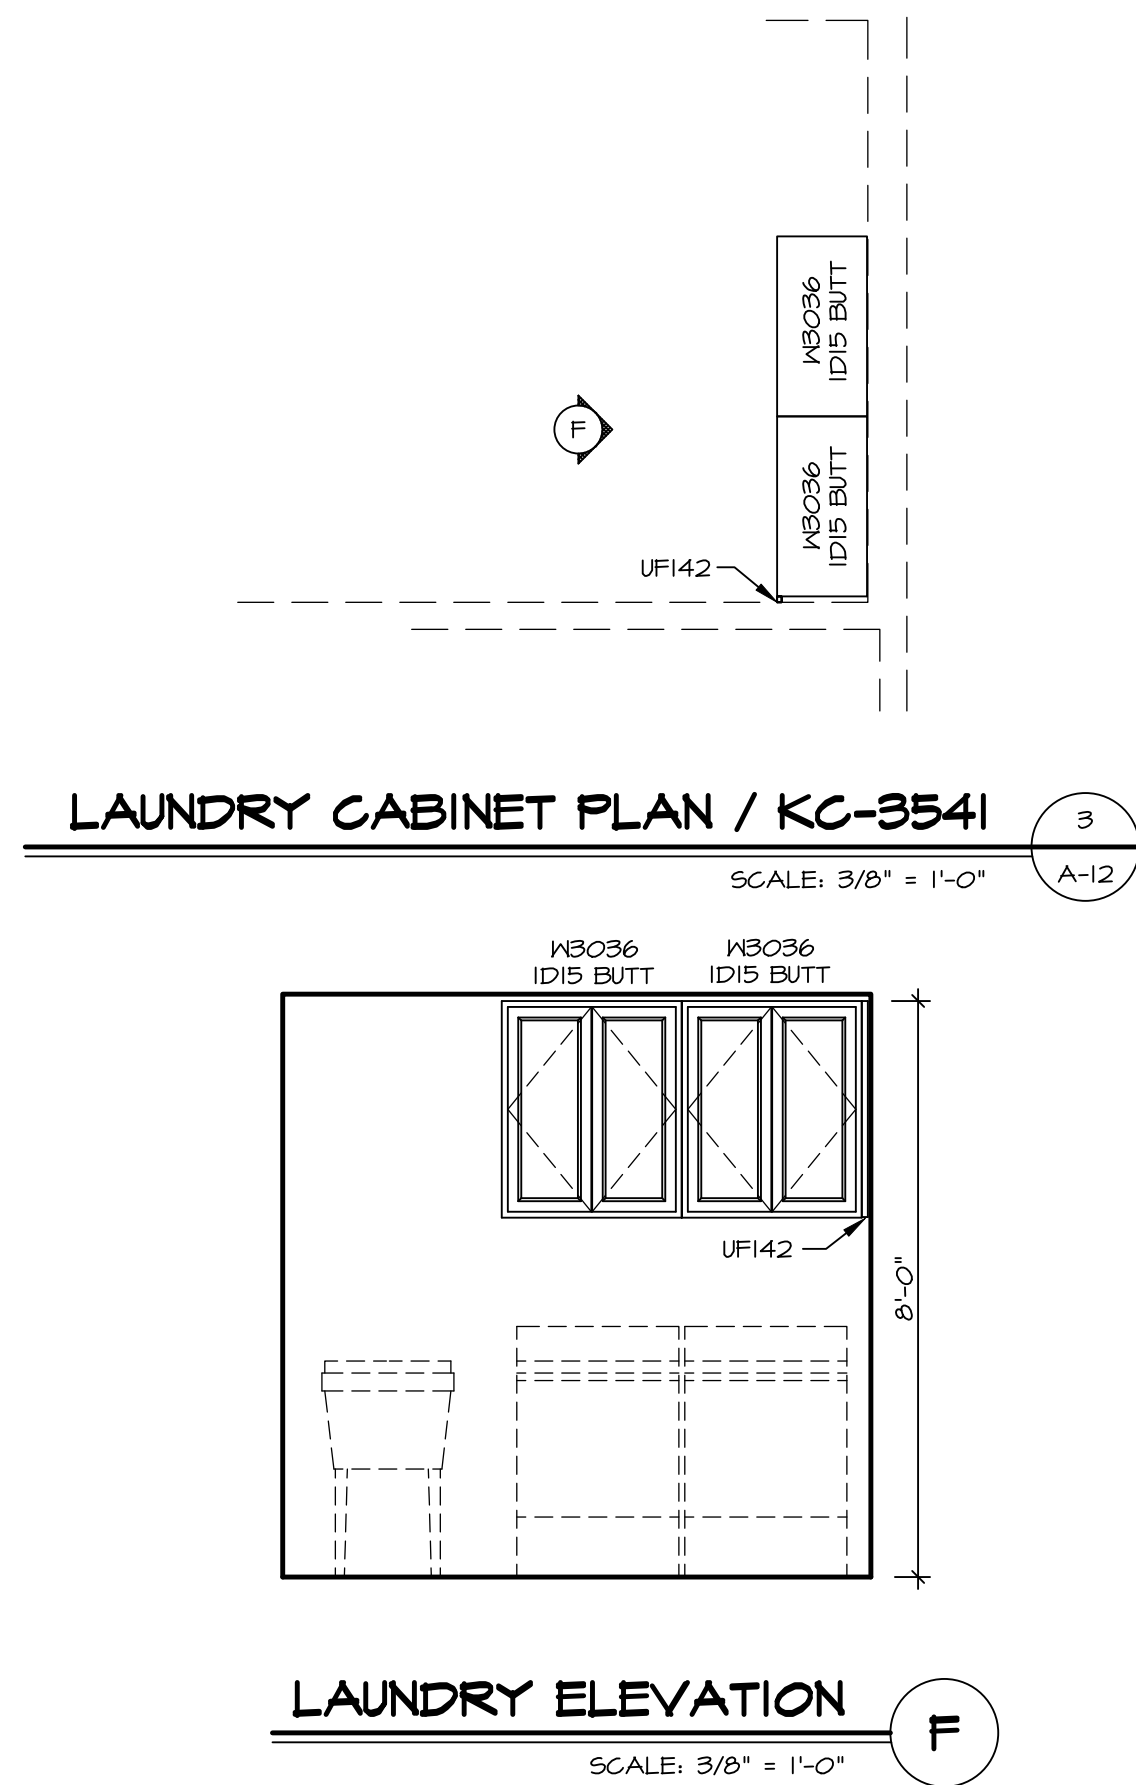 W3036
1D15 BUTT
W3036
1D15 BUTT
F
UF142
LAUNDRY CABINET PLAN / KC-3541
3
A-12
SCALE: 3/8" = 1'-0"
W3036
1D15 BUTT
W3036
1D15 BUTT
UF142
8'-0"
LAUNDRY ELEVATION
F
SCALE: 3/8" = 1'-0"